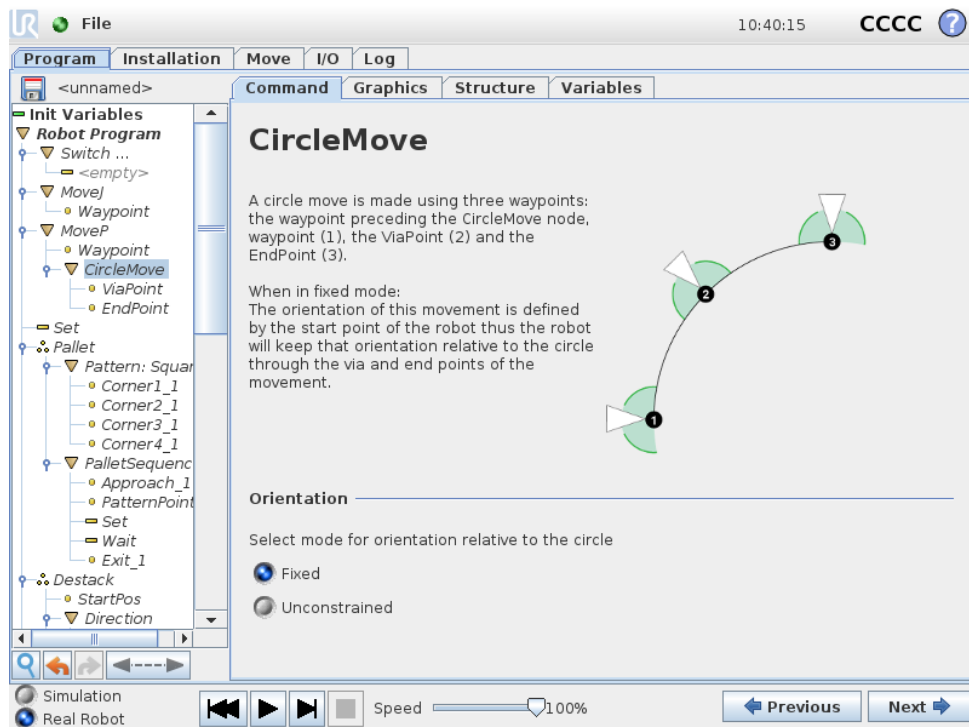 UR File 10:40:15 CCCC ?
Program Installation Move I/O Log
<unnamed> Command Graphics Structure Variables
Init Variables
Robot Program
Switch ...
<empty>
MoveJ
Waypoint
MoveP
Waypoint
CircleMove
ViaPoint
EndPoint
Set
Pallet
Pattern: Squar
Corner1_1
Corner2_1
Corner3_1
Corner4_1
PalletSequenc
Approach_1
PatternPoint
Set
Wait
Exit_1
Destack
StartPos
Direction
CircleMove
A circle move is made using three waypoints:
the waypoint preceding the CircleMove node,
waypoint (1), the ViaPoint (2) and the
EndPoint (3).
When in fixed mode:
The orientation of this movement is defined
by the start point of the robot thus the robot
will keep that orientation relative to the circle
through the via and end points of the
movement.
3
2
1
Orientation
Select mode for orientation relative to the circle
Fixed
Unconstrained
Simulation
Real Robot
Speed 100%
Previous Next